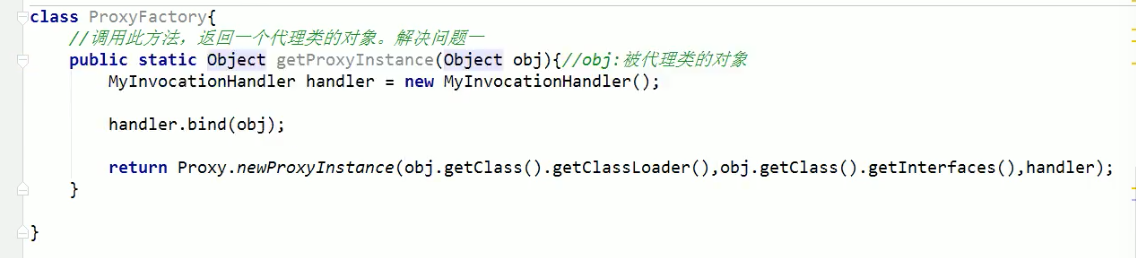 class ProxyFactory{
//调用此方法，返回一个代理类的对象。解决问题一
public static Object getProxyInstance(Object obj){//obj:被代理类的对象
MyInvocationHandler handler = new MyInvocationHandler();
handler.bind(obj);
return Proxy.newProxyInstance(obj.getClass().getClassLoader(),obj.getClass().getInterfaces(),handler);
}
}